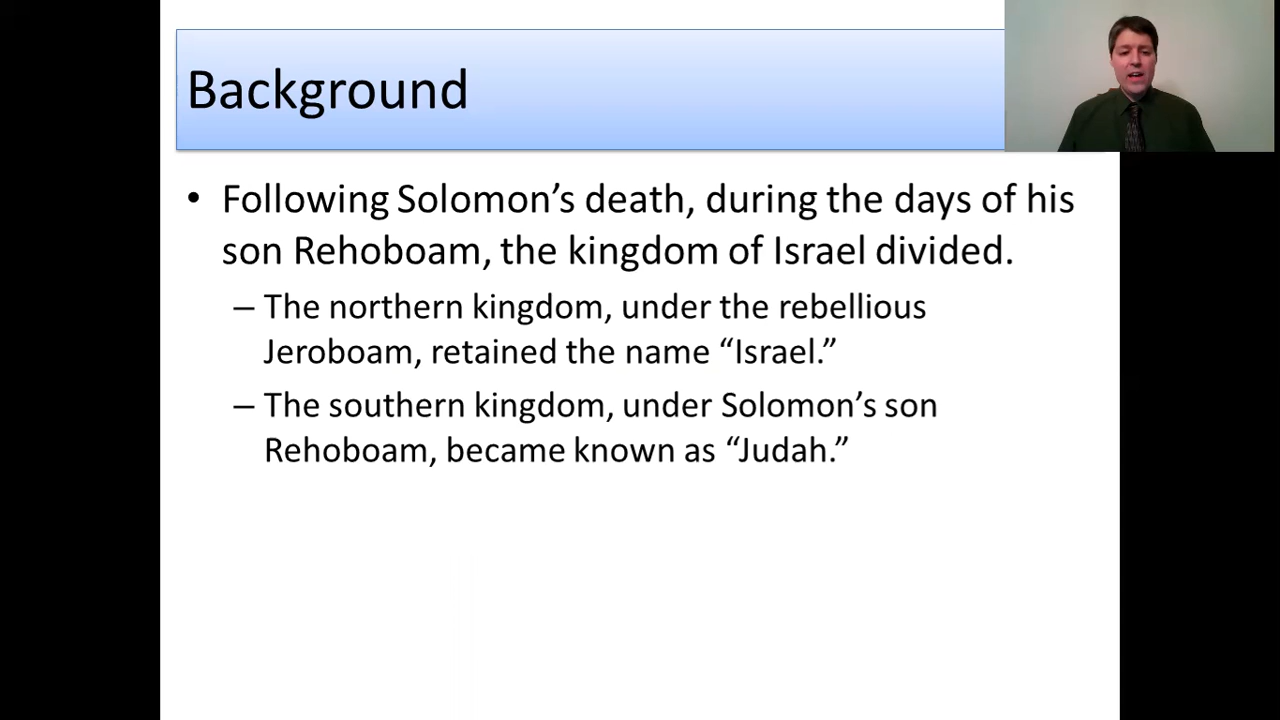 Background
• Following Solomon’s death, during the days of his
son Rehoboam, the kingdom of Israel divided.
– The northern kingdom, under the rebellious
Jeroboam, retained the name “Israel.”
– The southern kingdom, under Solomon’s son
Rehoboam, became known as “Judah.”